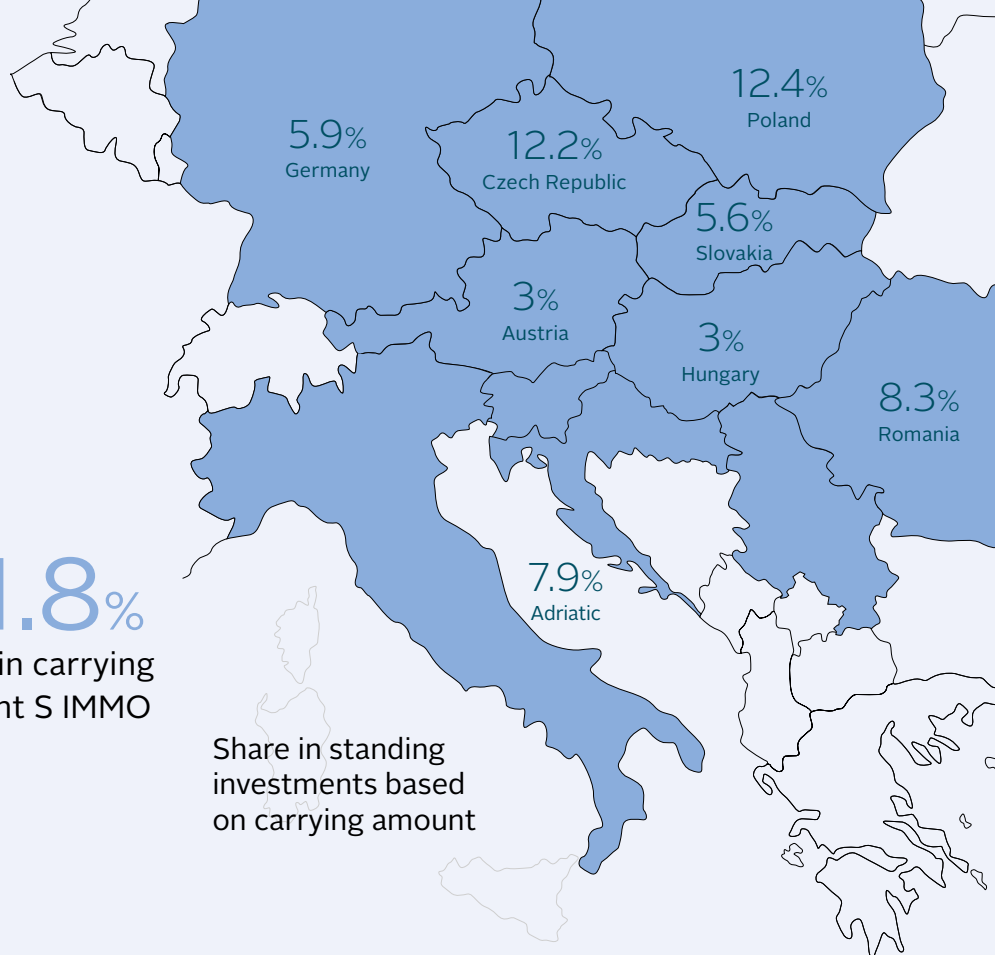 12.4%
Poland
5.9%
Germany
12.2%
Czech Republic
5.6%
Slovakia
3%
Austria
3%
Hungary
8.3%
Romania
7.9%
Adriatic
.8%
in carrying
S IMMO
Share in standing
investments based
on carrying amount